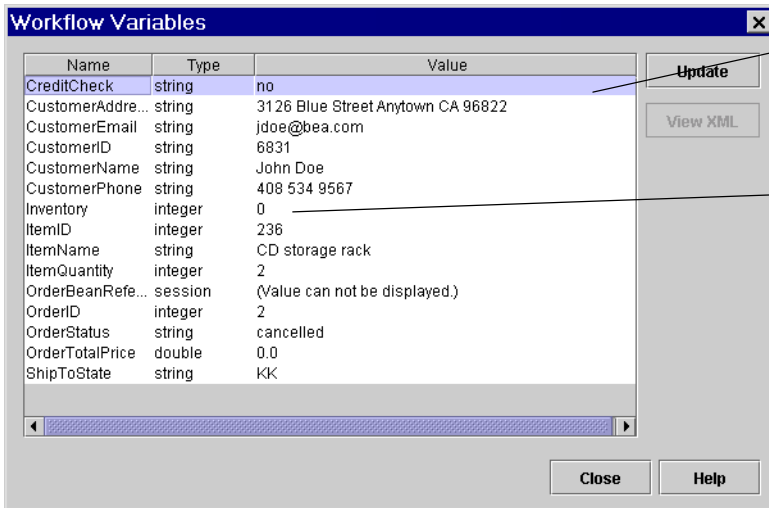 Workflow Variables
Name Type Value
CreditCheck string no
CustomerAddre... string 3126 Blue Street Anytown CA 96822
CustomerEmail string jdoe@bea.com
CustomerID string 6831
CustomerName string John Doe
CustomerPhone string 408 534 9567
Inventory integer 0
ItemID integer 236
ItemName string CD storage rack
ItemQuantity integer 2
OrderBeanRefe... session (Value can not be displayed.)
OrderID integer 2
OrderStatus string cancelled
OrderTotalPrice double 0.0
ShipToState string KK
Update
View XML
Close Help